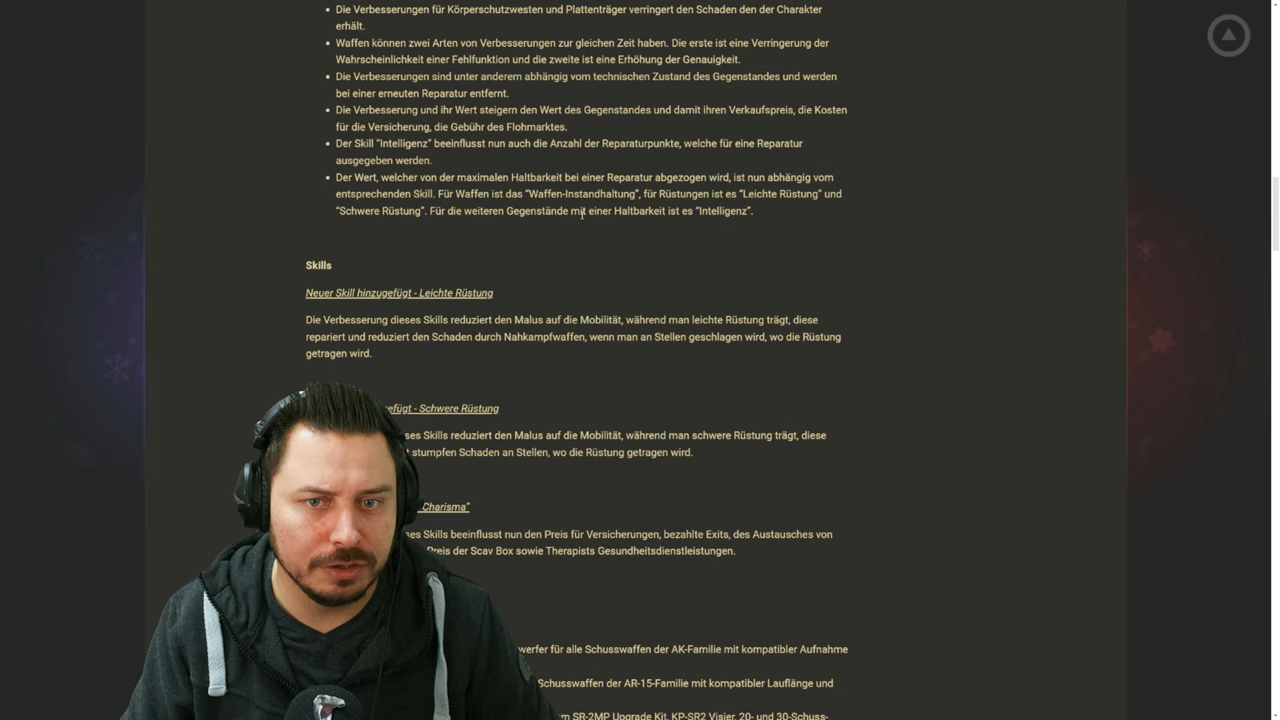 Die Verbesserungen für Körperschutzwesten und Plattenträger verringert den Schaden den der Charakter
erhält.
Waffen können zwei Arten von Verbesserungen zur gleichen Zeit haben. Die erste ist eine Verringerung der
Wahrscheinlichkeit einer Fehlfunktion und die zweite ist eine Erhöhung der Genauigkeit.
Die Verbesserungen sind unter anderem abhängig vom technischen Zustand des Gegenstandes und werden
bei einer erneuten Reparatur entfernt.
Die Verbesserung und ihr Wert steigern den Wert des Gegenstandes und damit ihren Verkaufspreis, die Kosten
für die Versicherung, die Gebühr des Flohmarktes.
Der Skill "Intelligenz" beeinflusst nun auch die Anzahl der Reparaturpunkte, welche für eine Reparatur
ausgegeben werden.
Der Wert, welcher von der maximalen Haltbarkeit bei einer Reparatur abgezogen wird, ist nun abhängig vom
entsprechenden Skill. Für Waffen ist das "Waffen-Instandhaltung", für Rüstungen ist es "Leichte Rüstung" und
"Schwere Rüstung". Für die weiteren Gegenstände mit einer Haltbarkeit ist es "Intelligenz".
Skills
Neuer Skill hinzugefügt - Leichte Rüstung
Die Verbesserung dieses Skills reduziert den Malus auf die Mobilität, während man leichte Rüstung trägt, diese
repariert und reduziert den Schaden durch Nahkampfwaffen, wenn man an Stellen geschlagen wird, wo die Rüstung
getragen wird.
efügt - Schwere Rüstung
ses Skills reduziert den Malus auf die Mobilität, während man schwere Rüstung trägt, diese
stumpfen Schaden an Stellen, wo die Rüstung getragen wird.
Charisma"
ses Skills beeinflusst nun den Preis für Versicherungen, bezahlte Exits, des Austausches von
Preis der Scav Box sowie Therapists Gesundheitsdienstleistungen.
werfer für alle Schusswaffen der AK-Familie mit kompatibler Aufnahme
Schusswaffen der AR-15-Familie mit kompatibler Lauflänge und
m SR-2MP Upgrade Kit, KP-SR2 Visier, 20- und 30-Schuss-